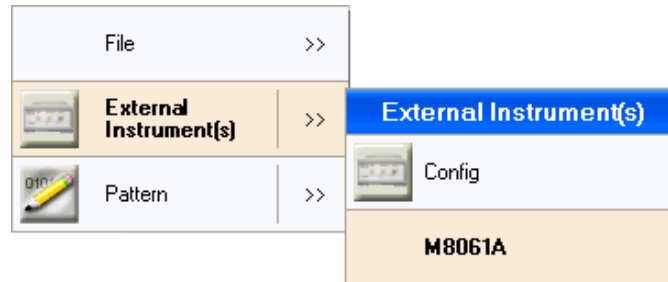 File >>
External
Instrument(s) >>
Pattern >>
External Instrument(s)
Config
M8061A